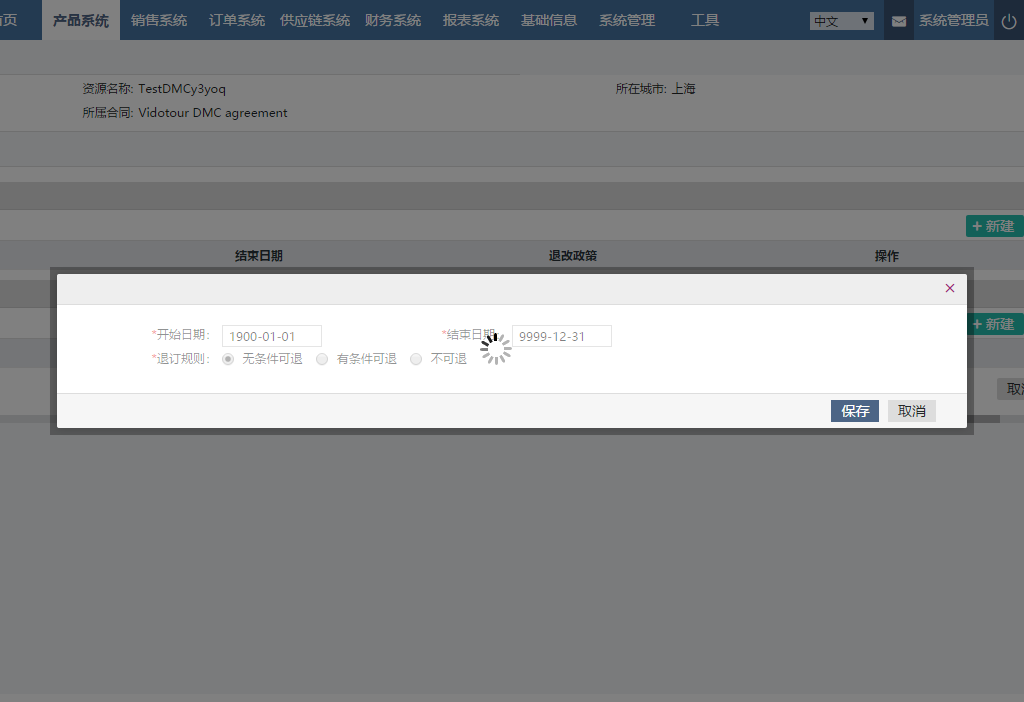 页 产品系统 销售系统 订单系统 供应链系统 财务系统 报表系统 基础信息 系统管理 工具 中文 系统管理员
资源名称: TestDMCy3yoq 所在城市: 上海
所属合同: Vidotour DMC agreement
+ 新建
结束日期 退改政策 操作
×
+ 新建
*开始日期: 1900-01-01 *结束日期 9999-12-31
*退订规则: 无条件可退 有条件可退 不可退
取消
保存 取消